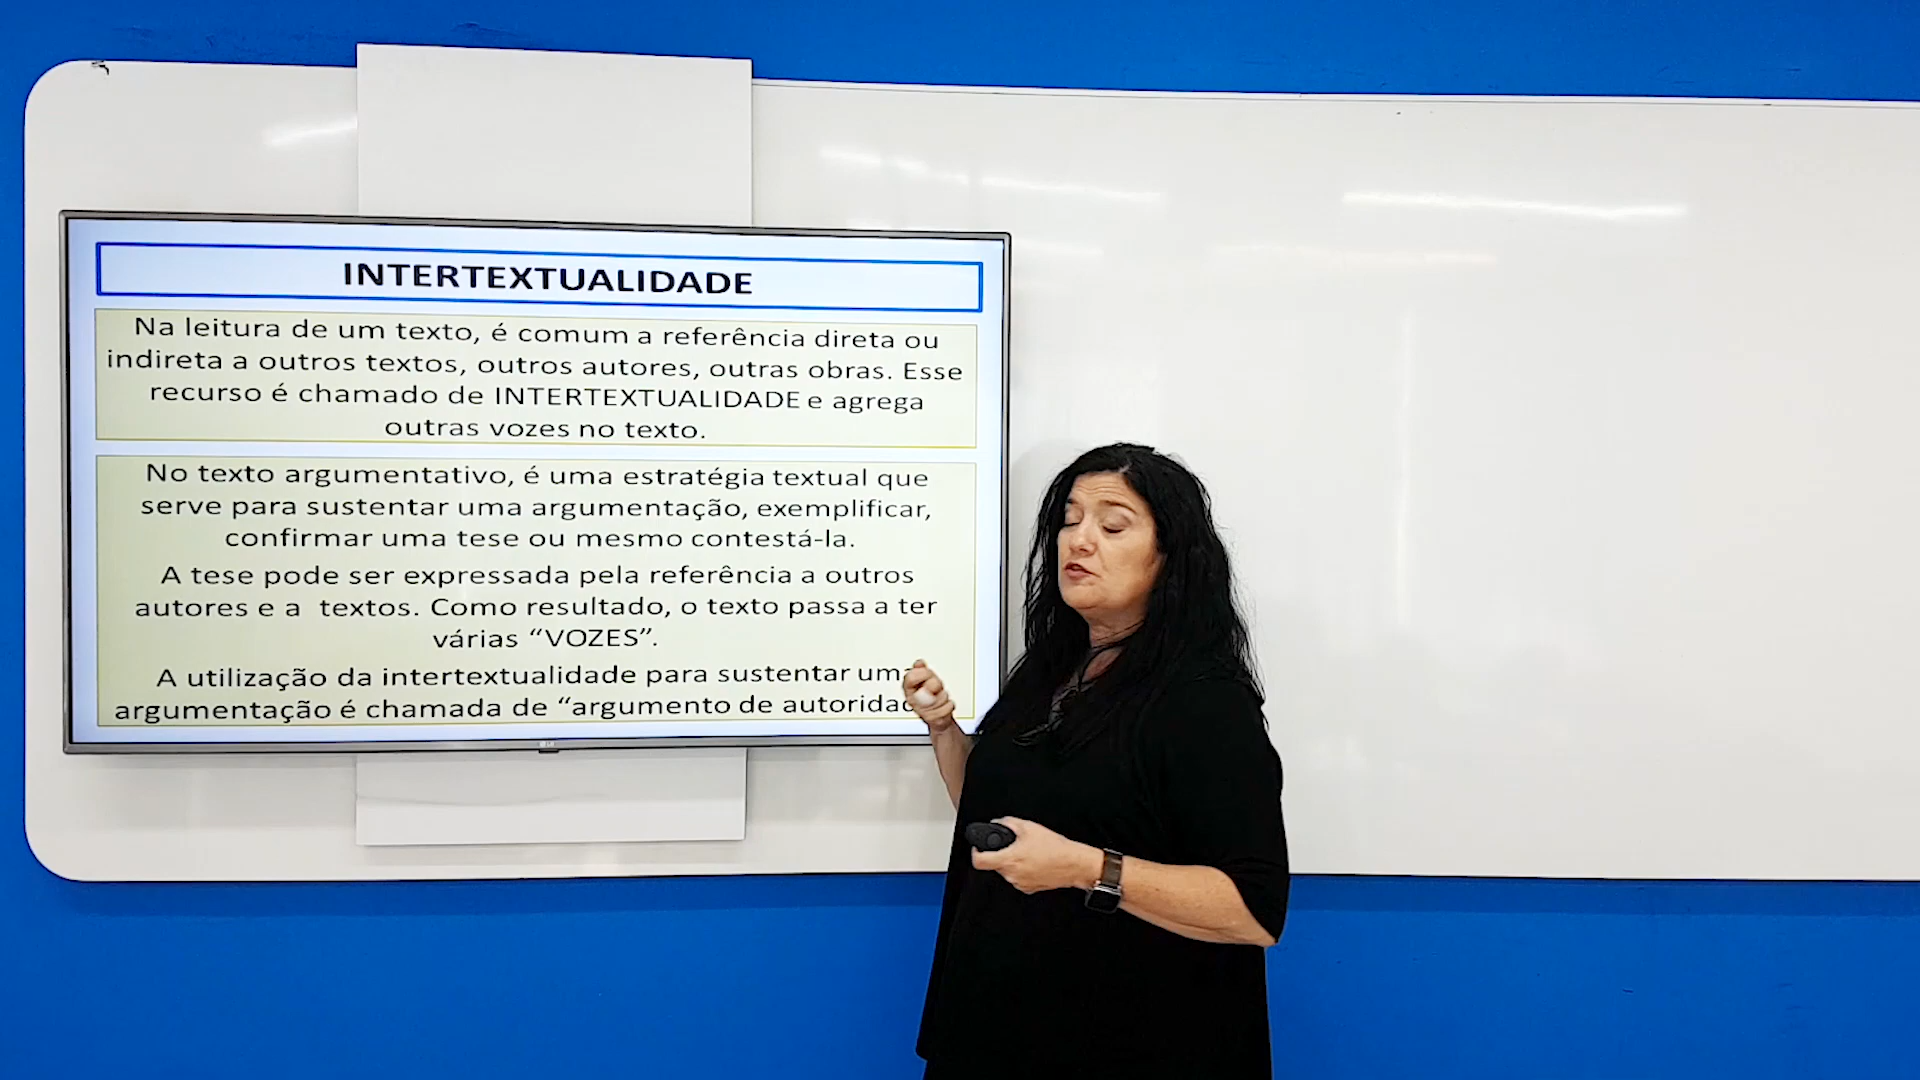 INTERTEXTUALIDADE
Na leitura de um texto, é comum a referência direta ou
indireta a outros textos, outros autores, outras obras. Esse
recurso é chamado de INTERTEXTUALIDADE e agrega
outras vozes no texto.
No texto argumentativo, é uma estratégia textual que
serve para sustentar uma argumentação, exemplificar,
confirmar uma tese ou mesmo contestá-la.
A tese pode ser expressada pela referência a outros
autores e a textos. Como resultado, o texto passa a ter
várias “VOZES”.
A utilização da intertextualidade para sustentar uma
argumentação é chamada de “argumento de